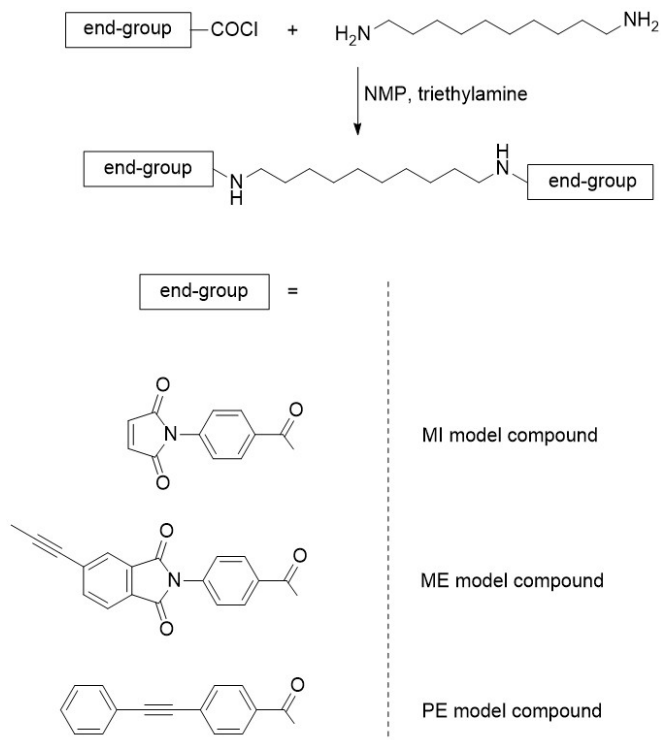 end-group COCl + H2N NH2
NMP, triethylamine
end-group N H H N end-group
end-group =
O N O O MI model compound
O N O O ME model compound
O PE model compound